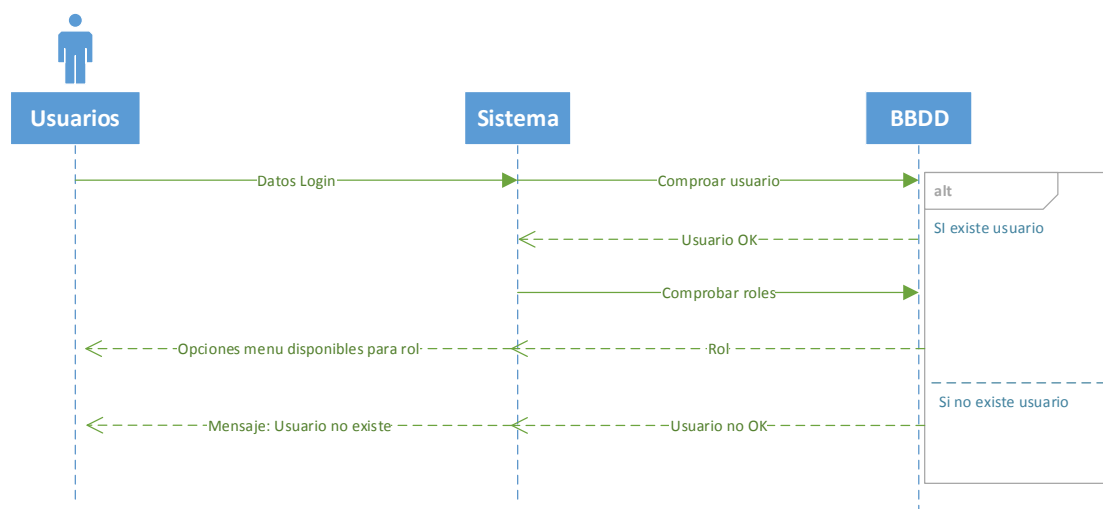 Usuarios
Sistema
BBDD
Datos Login
Comproar usuario
alt
SI existe usuario
Usuario OK
Comprobar roles
Opciones menu disponibles para rol
Rol
Si no existe usuario
Mensaje: Usuario no existe
Usuario no OK